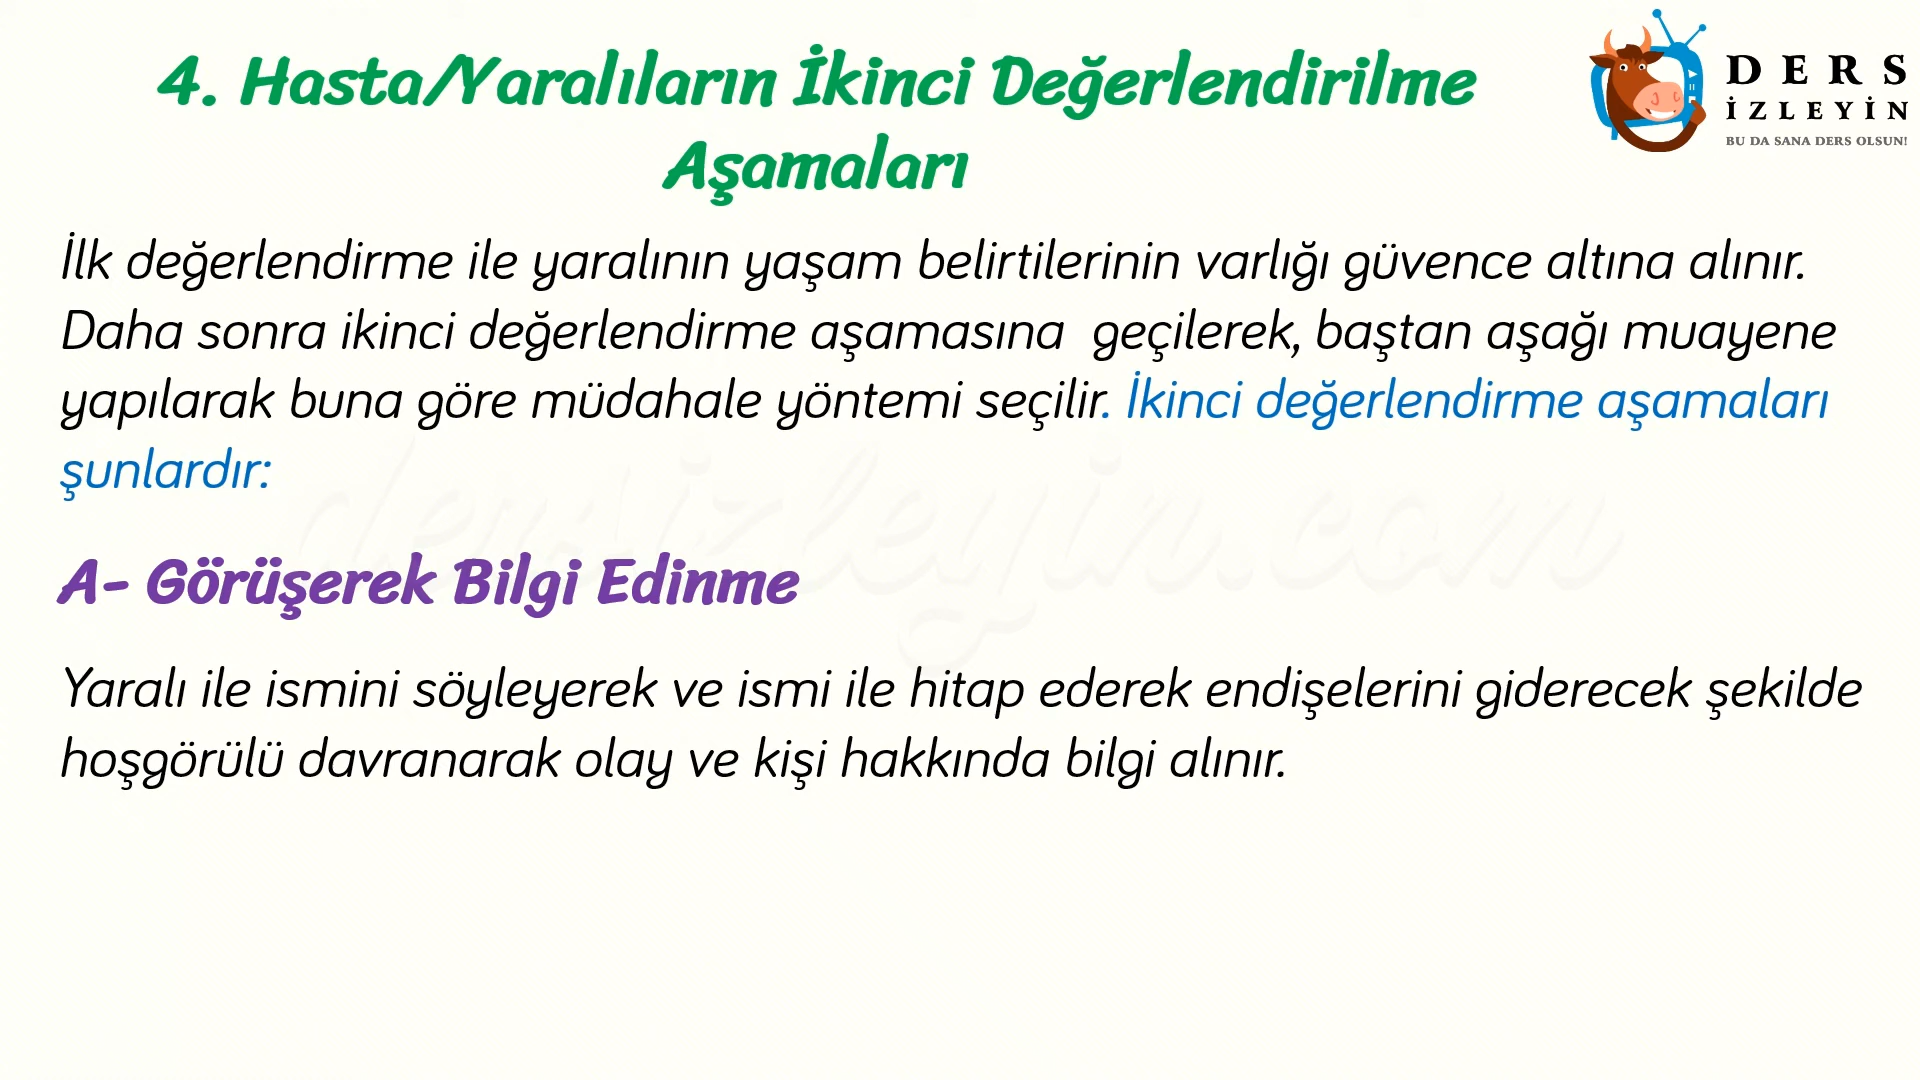 4. Hasta/Yaralıların İkinci Değerlendirilme
Aşamaları
DERS
İZLEYİN
BU DA SANA DERS OLSUN!
İlk değerlendirme ile yaralının yaşam belirtilerinin varlığı güvence altına alınır.
Daha sonra ikinci değerlendirme aşamasına  geçilerek, baştan aşağı muayene
yapılarak buna göre müdahale yöntemi seçilir. İkinci değerlendirme aşamaları
şunlardır:
dersizleyin.com
A- Görüşerek Bilgi Edinme
Yaralı ile ismini söyleyerek ve ismi ile hitap ederek endişelerini giderecek şekilde
hoşgörülü davranarak olay ve kişi hakkında bilgi alınır.